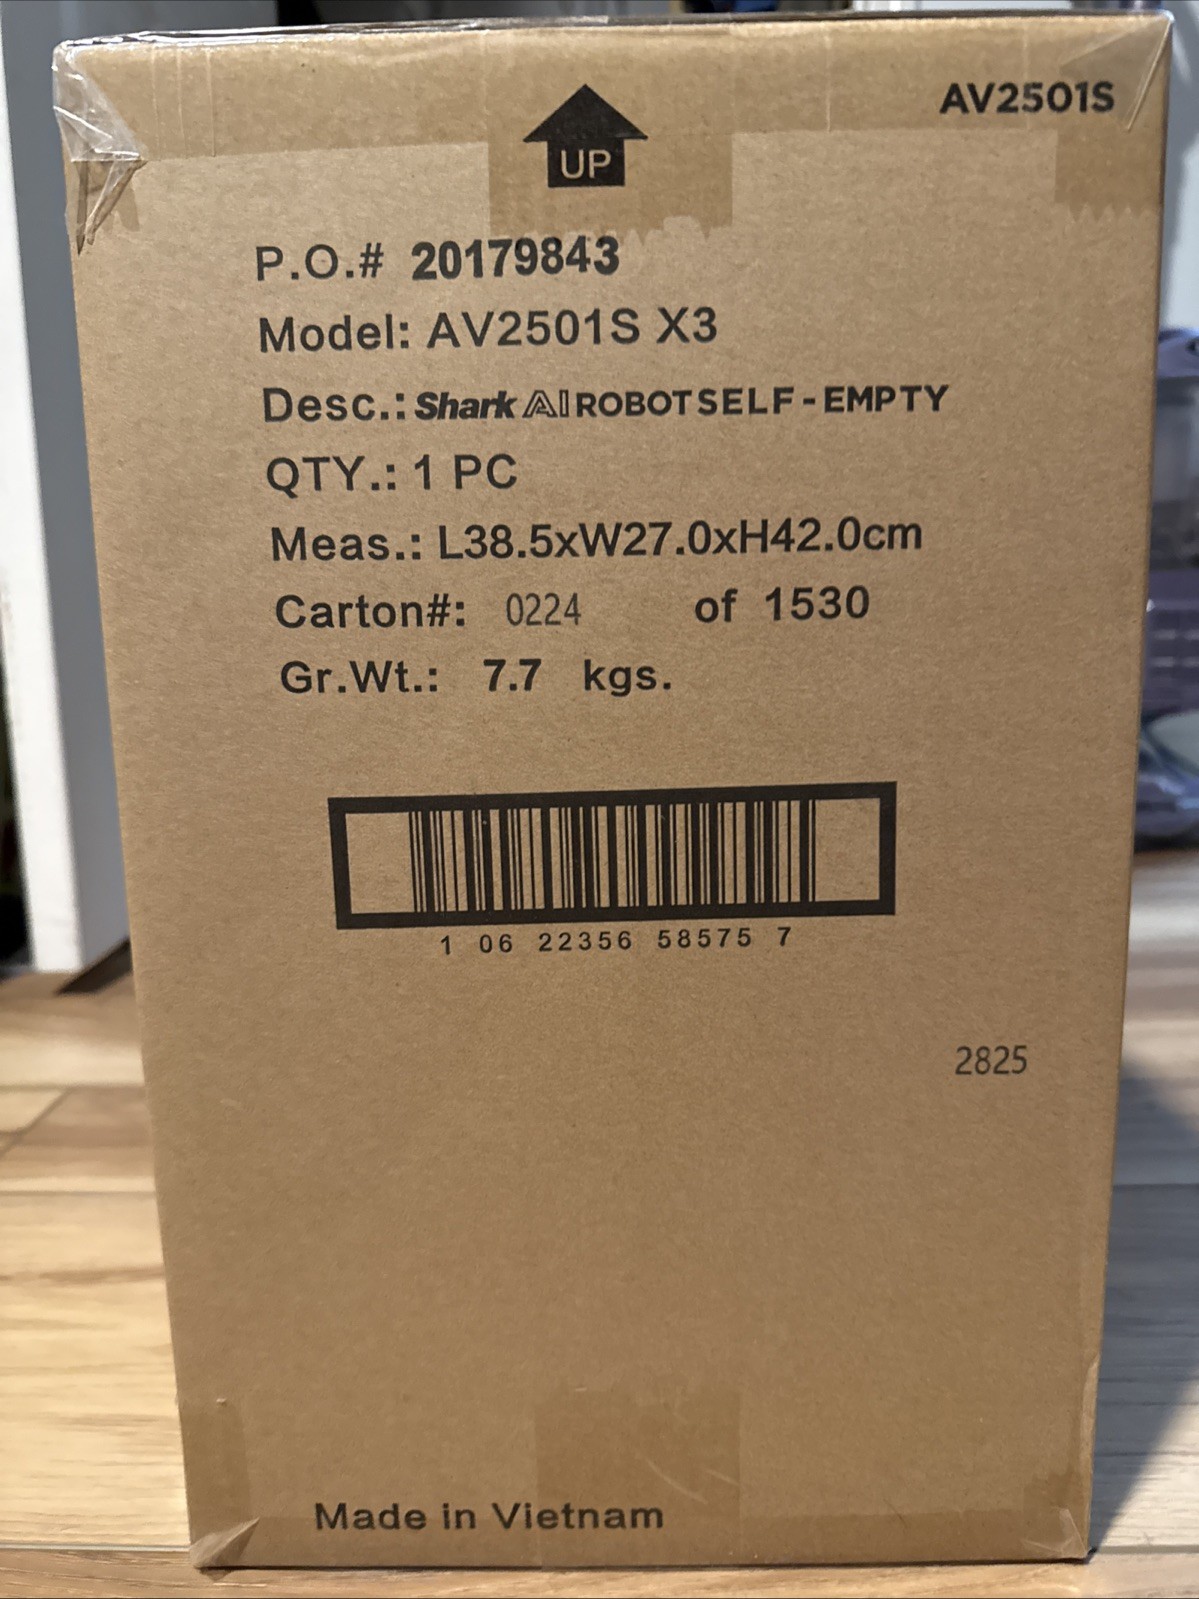 AV2501S
UP
P.O.# 20179843
Model: AV2501S X3
Desc.: Shark AI ROBOT SELF-EMPTY
QTY.: 1 PC
Meas.: L38.5xW27.0xH42.0cm
Carton#: 0224 of 1530
Gr.Wt.: 7.7 kgs.
1 06 22356 58575 7
2825
Made in Vietnam